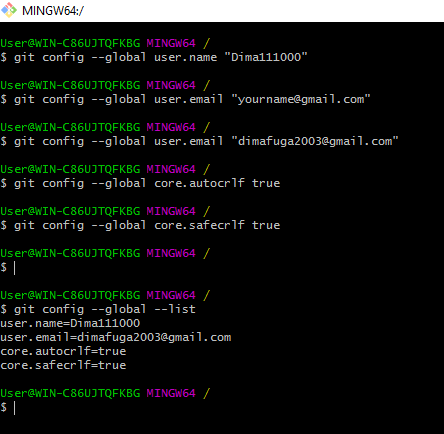 MINGW64:/
User@WIN-C86UJTQFKBG MINGW64 /
$ git config --global user.name "Dima111000"
User@WIN-C86UJTQFKBG MINGW64 /
$ git config --global user.email "yourname@gmail.com"
User@WIN-C86UJTQFKBG MINGW64 /
$ git config --global user.email "dimafuga2003@gmail.com"
User@WIN-C86UJTQFKBG MINGW64 /
$ git config --global core.autocrlf true
User@WIN-C86UJTQFKBG MINGW64 /
$ git config --global core.safecrlf true
User@WIN-C86UJTQFKBG MINGW64 /
$
User@WIN-C86UJTQFKBG MINGW64 /
$ git config --global --list
user.name=Dima111000
user.email=dimafuga2003@gmail.com
core.autocrlf=true
core.safecrlf=true
User@WIN-C86UJTQFKBG MINGW64 /
$